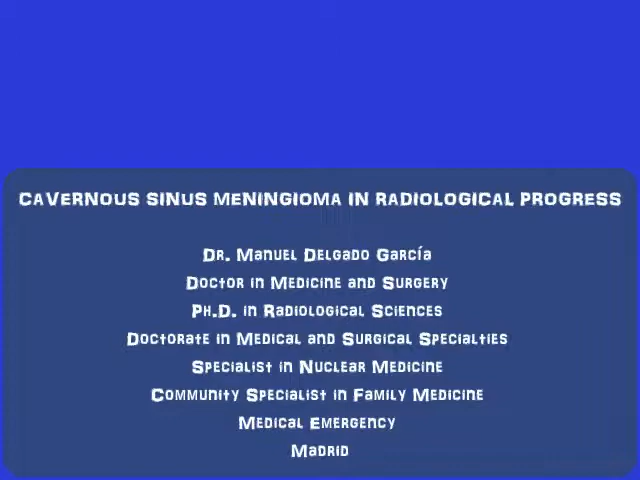 CAVERNOUS SINUS MENINGIOMA IN RADIOLOGICAL PROGRESS
Dr. Manuel Delgado García
Doctor in Medicine and Surgery
Ph.D. in Radiological Sciences
Doctorate in Medical and Surgical Specialties
Specialist in Nuclear Medicine
Community Specialist in Family Medicine
Medical Emergency
Madrid